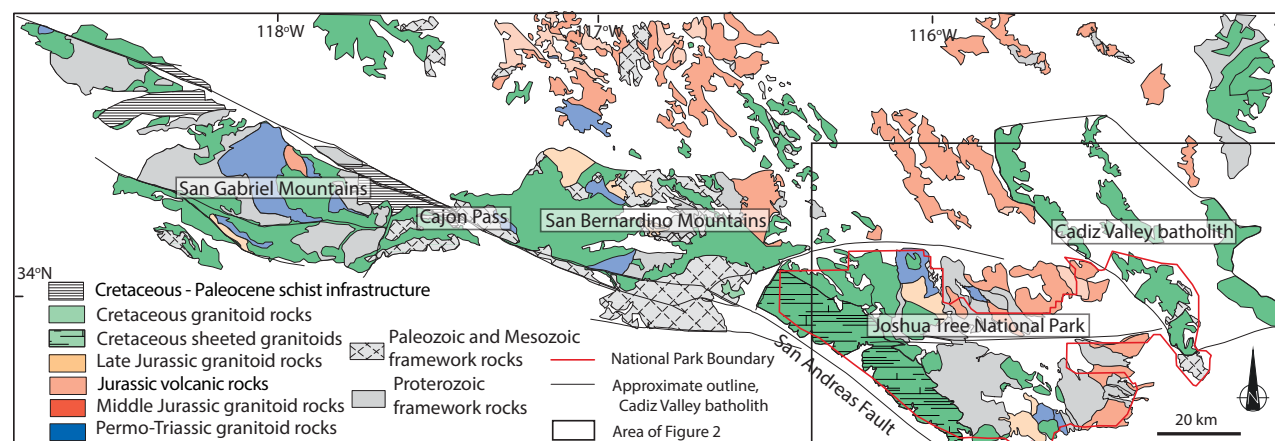 118°W
117°W
116°W
San Gabriel Mountains
Cajon Pass
San Bernardino Mountains
Cadiz Valley batholith
34°N
Joshua Tree National Park
San Andreas Fault
Cretaceous - Paleocene schist infrastructure
Cretaceous granitoid rocks
Cretaceous sheeted granitoids
Late Jurassic granitoid rocks
Jurassic volcanic rocks
Middle Jurassic granitoid rocks
Permo-Triassic granitoid rocks
Paleozoic and Mesozoic
framework rocks
Proterozoic
framework rocks
National Park Boundary
Approximate outline,
Cadiz Valley batholith
Area of Figure 2
N
20 km